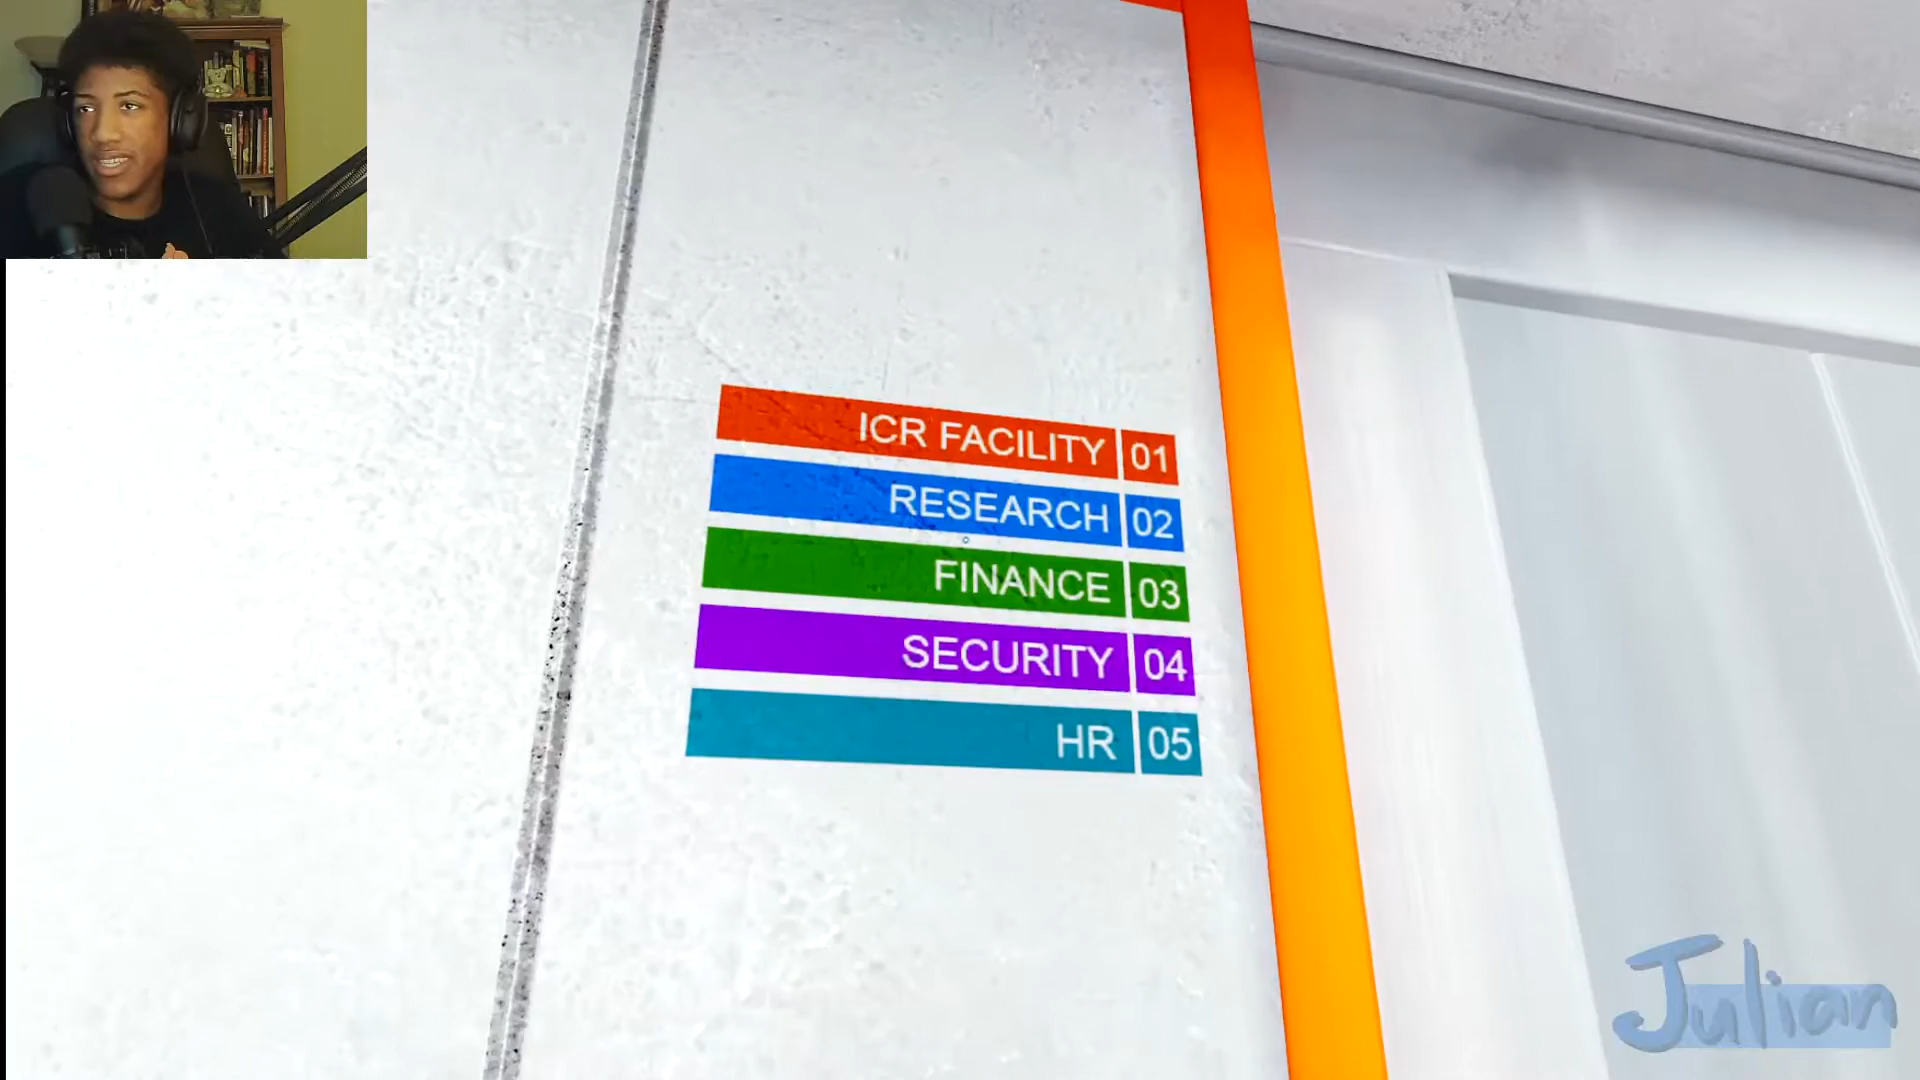 ICR FACILITY 01
RESEARCH 02
FINANCE 03
SECURITY 04
HR 05
Julian